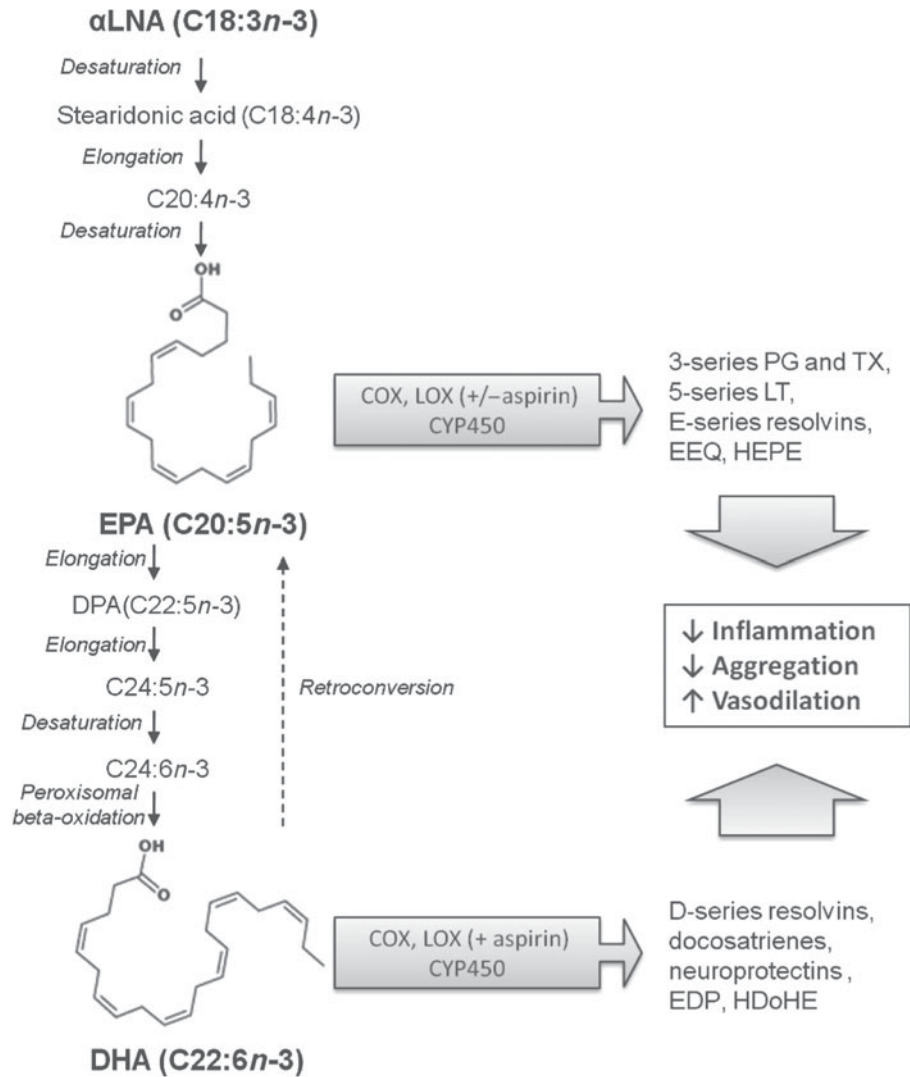 αLNA (C18:3n-3)
Desaturation
Stearidonic acid (C18:4n-3)
Elongation
C20:4n-3
Desaturation
OH
O
COX, LOX (+/−aspirin)
CYP450
3-series PG and TX,
5-series LT,
E-series resolvins,
EEQ, HEPE
EPA (C20:5n-3)
Elongation
DPA(C22:5n-3)
Elongation
C24:5n-3
Desaturation
C24:6n-3
Peroxisomal
beta-oxidation
Retroconversion
↓ Inflammation
↓ Aggregation
↑ Vasodilation
OH
O
COX, LOX (+ aspirin)
CYP450
D-series resolvins,
docosatrienes,
neuroprotectins ,
EDP, HDoHE
DHA (C22:6n-3)